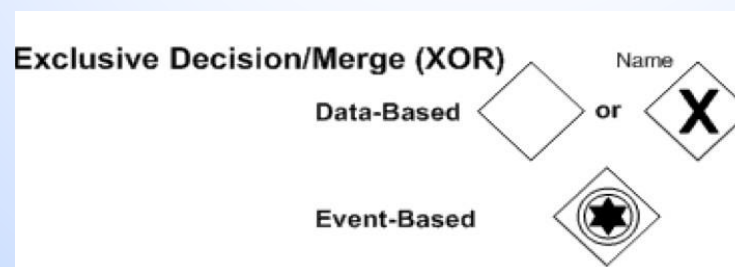 Exclusive Decision/Merge (XOR)
Name
Data-Based or X
Event-Based